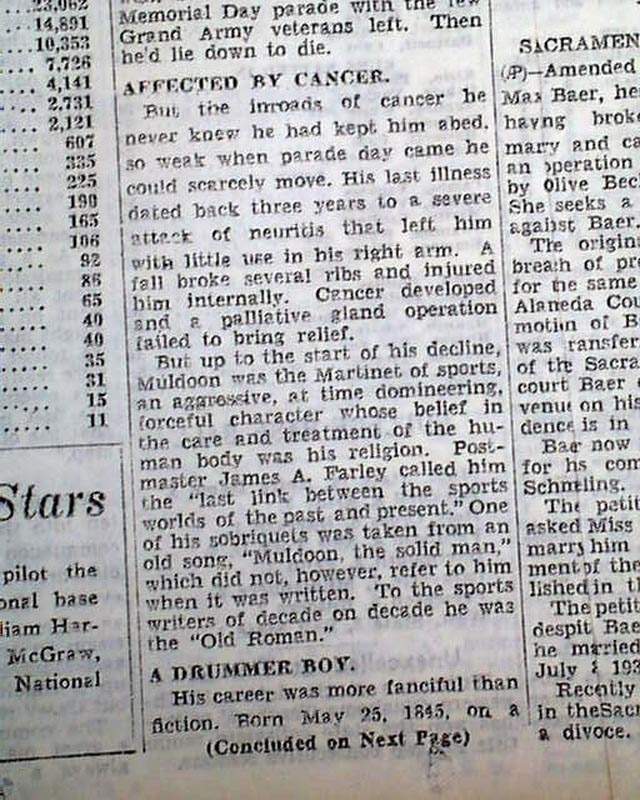 23,062
14,891
10,353
7,726
4,141
2,731
2,121
607
335
225
190
165
106
92
86
65
40
40
35
31
15
11
Stars
pilot the
onal base
liam Har-
McGraw,
National
Memorial Day parade with the few
Grand Army veterans left. Then
he'd lie down to die.
AFFECTED BY CANCER.
But the inroads of cancer he
never knew he had kept him abed,
so weak when parade day came he
could scarcely move. His last illness
dated back three years to a severe
attack of neuritis that left him
with little use in his right arm. A
fall broke several ribs and injured
him internally. Cancer developed
and a palliative gland operation
failed to bring relief.
But up to the start of his decline,
Muldoon was the Martinet of sports,
an aggressive, at time domineering,
forceful character whose belief in
the care and treatment of the hu-
man body was his religion. Post-
master James A. Farley called him
the "last link between the sports
worlds of the past and present." One
of his sobriquets was taken from an
old song, "Muldoon, the solid man,"
which did not, however, refer to him
when it was written. To the sports
writers of decade on decade he was
the "Old Roman."
A DRUMMER BOY.
His career was more fanciful than
fiction. Born May 25, 1845, on a
(Concluded on Next Page)
SACRAMEN
(AP)—Amended
Max Baer, he
havng broke
mary and ca
an operation
by Olive Bec
She seeks a
against Baer.
The origin
breach of pr
for the same
Alaneda Cou
motion of B
was transfer
of the Sacra
court Baer
venue on his
dence is in
Baer now
for hs com
Schmeling.
The petit
asked Miss
marry him
ment of the
lished in t
The petit
despit Bae
he married
July 193
Recently
in the Sacr
a divoce.